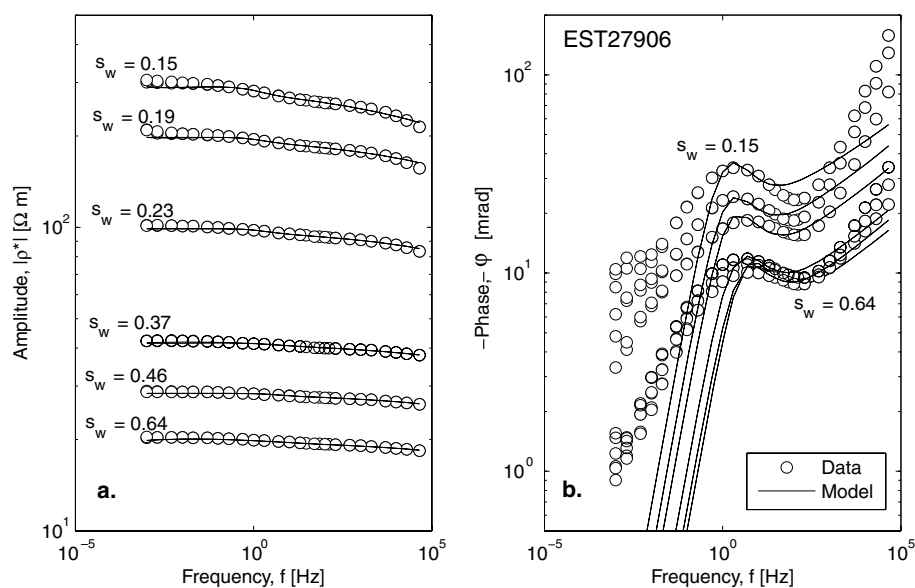 s_w = 0.15
s_w = 0.19
s_w = 0.23
s_w = 0.37
s_w = 0.46
s_w = 0.64
a.
10^2
10^1
Amplitude, |ρ*| [Ω m]
10^-5
10^0
10^5
Frequency, f [Hz]
EST27906
s_w = 0.15
s_w = 0.64
b.
Data
Model
10^2
10^1
10^0
−Phase,− φ [mrad]
10^-5
10^0
10^5
Frequency, f [Hz]